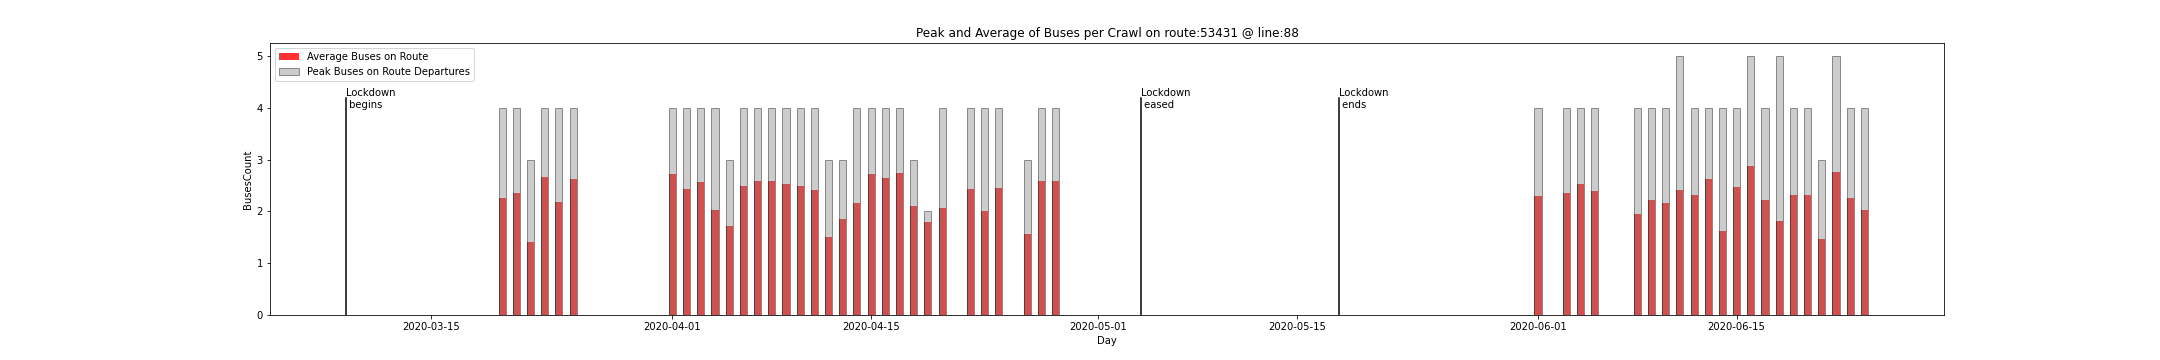 Peak and Average of Buses per Crawl on route:53431 @ line:88
Average Buses on Route
Peak Buses on Route Departures
5
4
3
2
1
0
BusesCount
Lockdown
begins
Lockdown
eased
Lockdown
ends
2020-03-15
2020-04-01
2020-04-15
2020-05-01
2020-05-15
2020-06-01
2020-06-15
Day